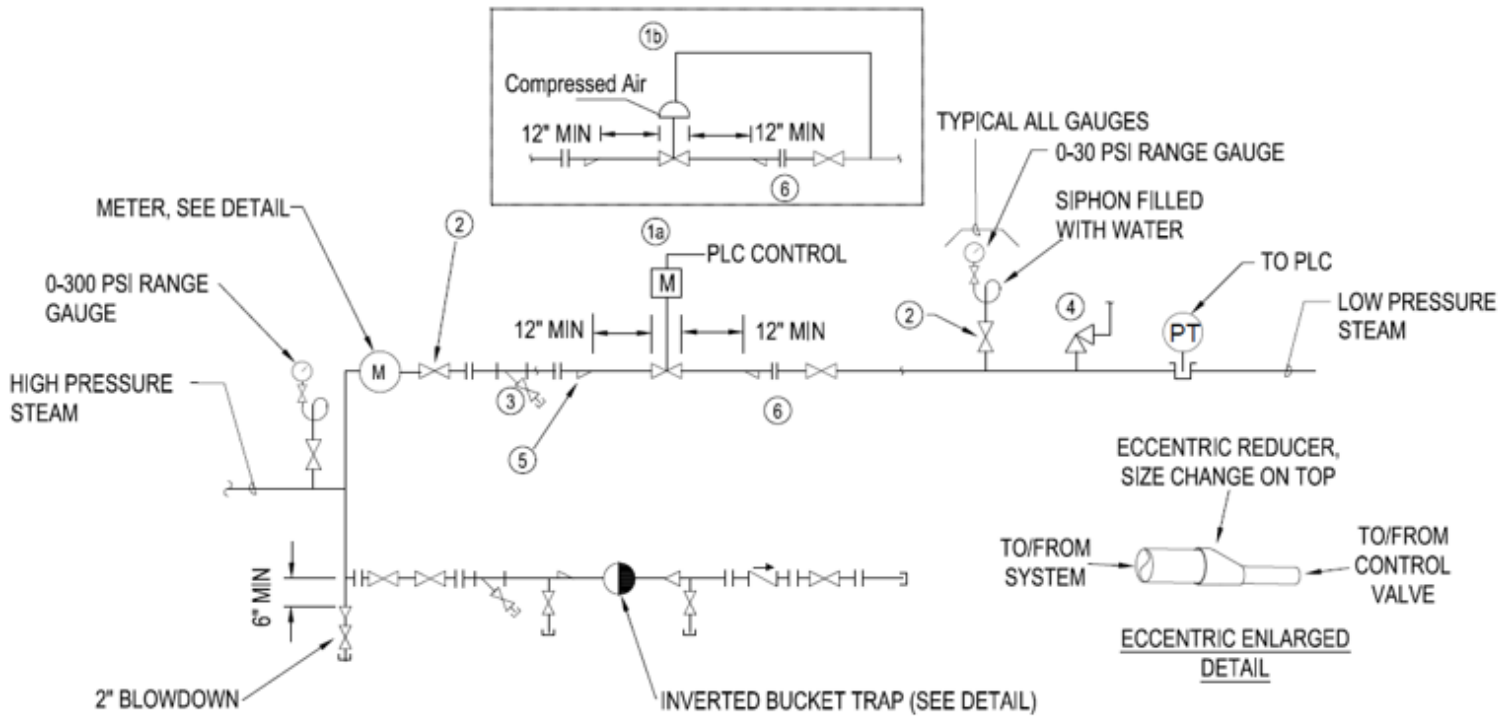 1b
Compressed Air
12" MIN
12" MIN
6
TYPICAL ALL GAUGES
0-30 PSI RANGE GAUGE
SIPHON FILLED
WITH WATER
METER, SEE DETAIL
2
1a
PLC CONTROL
M
0-300 PSI RANGE
GAUGE
12" MIN
12" MIN
2
4
TO PLC
PT
LOW PRESSURE
STEAM
HIGH PRESSURE
STEAM
M
3
5
6
ECCENTRIC REDUCER,
SIZE CHANGE ON TOP
TO/FROM
SYSTEM
TO/FROM
CONTROL
VALVE
ECCENTRIC ENLARGED
DETAIL
6" MIN
2" BLOWDOWN
INVERTED BUCKET TRAP (SEE DETAIL)